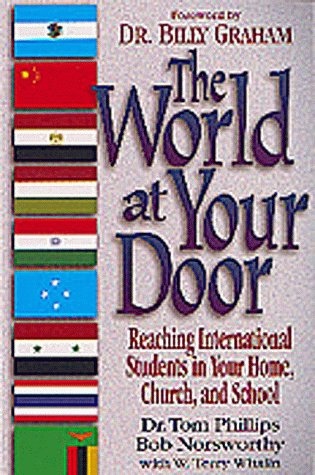 Foreword by
DR. BILLY GRAHAM
The
World
at Your
Door
Reaching International
Students in Your Home,
Church, and School
Dr. Tom Phillips
Bob Norsworthy
with W. Terry Whalin